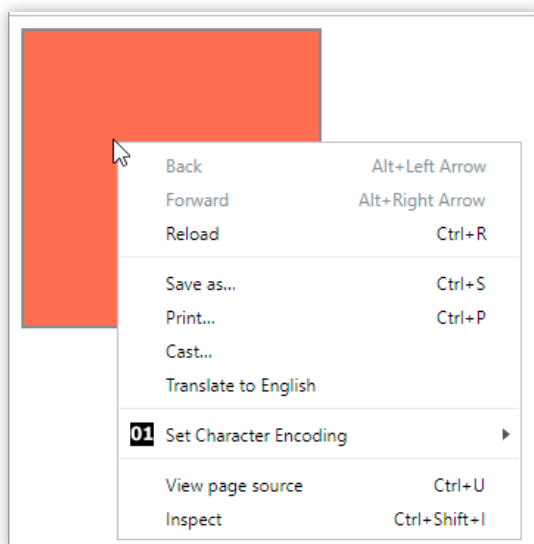 Back Alt+Left Arrow
Forward Alt+Right Arrow
Reload Ctrl+R
Save as... Ctrl+S
Print... Ctrl+P
Cast...
Translate to English
01 Set Character Encoding
View page source Ctrl+U
Inspect Ctrl+Shift+I